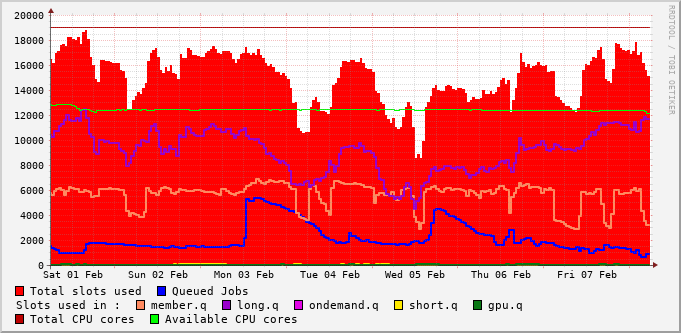 20000
18000
16000
14000
12000
10000
8000
6000
4000
2000
0
Sat 01 Feb Sun 02 Feb Mon 03 Feb Tue 04 Feb Wed 05 Feb Thu 06 Feb Fri 07 Feb
Total slots used Queued Jobs
Slots used in : member.q long.q ondemand.q short.q gpu.q
Total CPU cores Available CPU cores
RRDTOOL / TOBI OETIKER